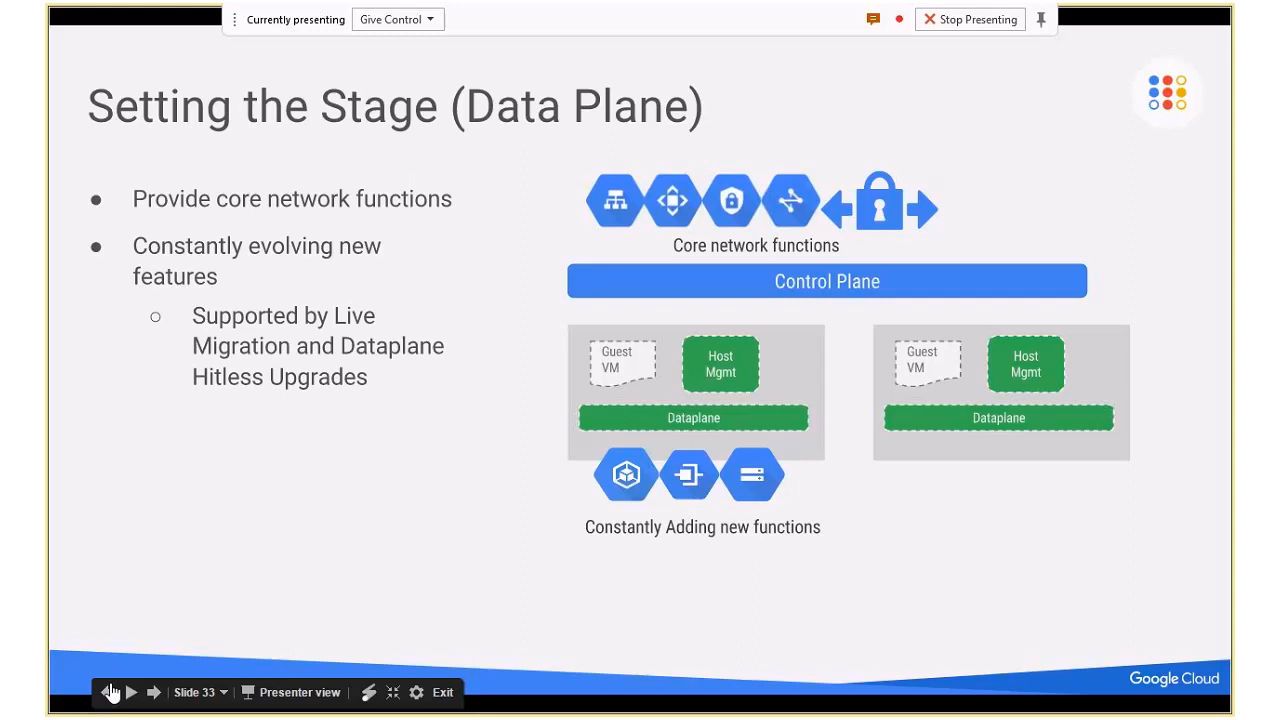 Currently presenting
Give Control
Stop Presenting
Setting the Stage (Data Plane)
● Provide core network functions
● Constantly evolving new
features
○ Supported by Live
Migration and Dataplane
Hitless Upgrades
Core network functions
Control Plane
Guest
VM
Host
Mgmt
Dataplane
Guest
VM
Host
Mgmt
Dataplane
Constantly Adding new functions
Google Cloud
Slide 33
Presenter view
Exit